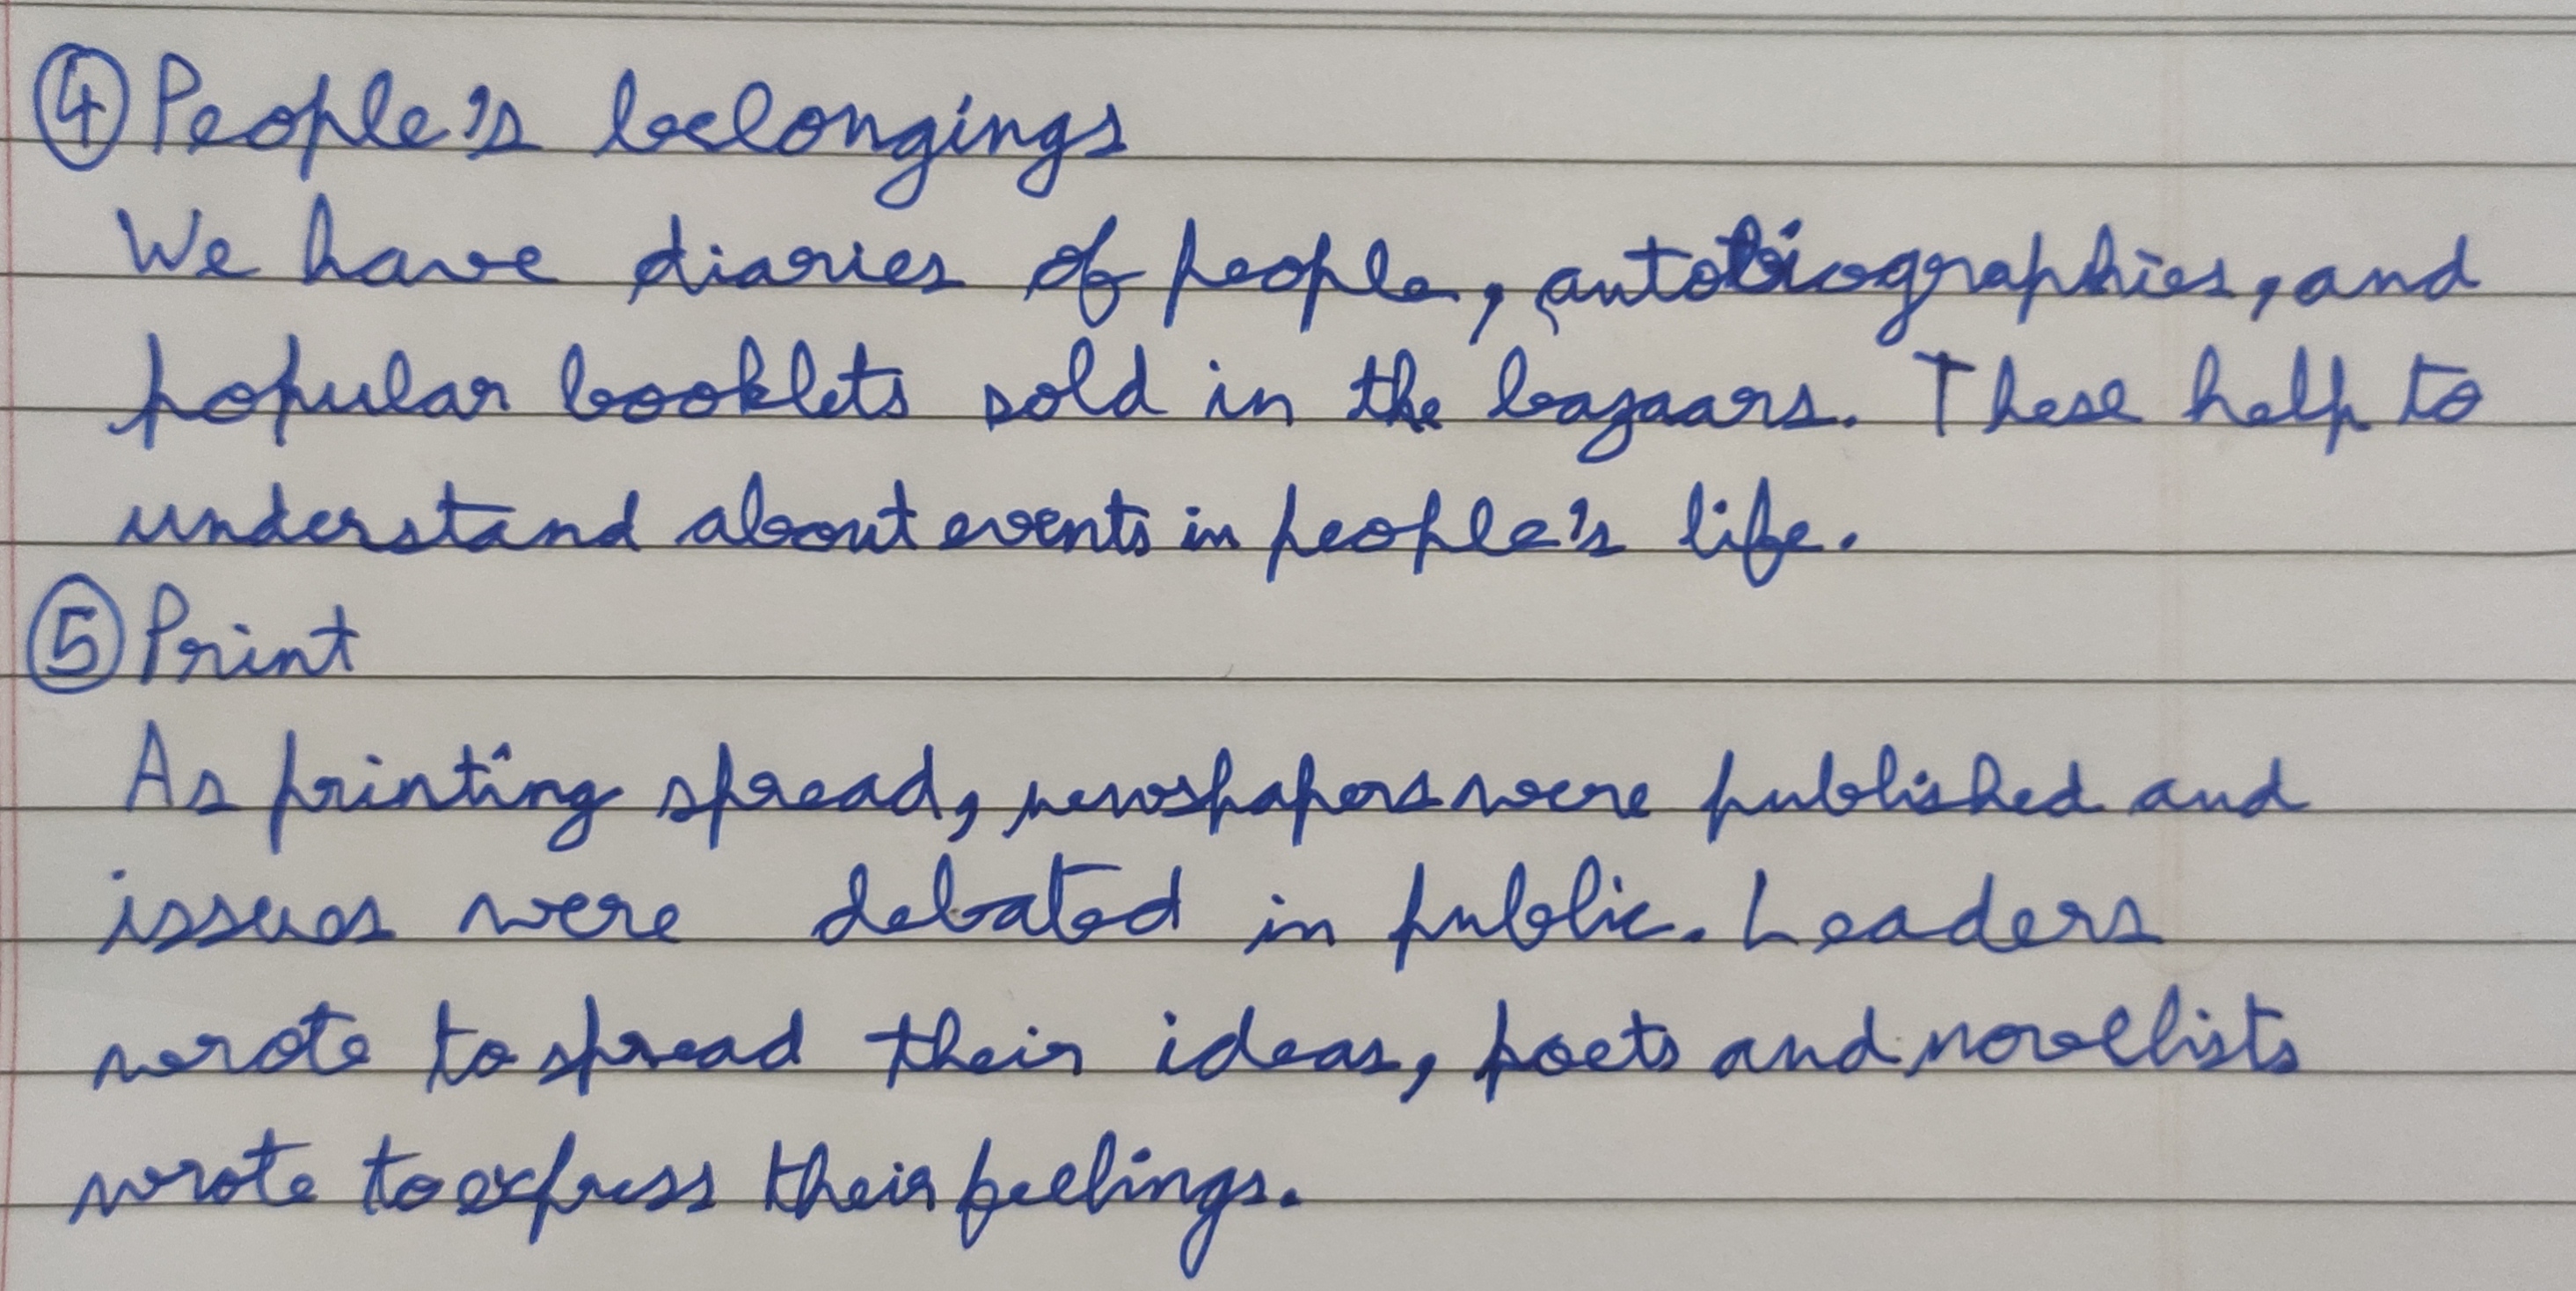 ④ People's belongings
We have diaries of people, autobiographies, and
popular booklets sold in the bazaars. These help to
understand about events in people's life.
⑤ Print
As printing spread, newspapers were published and
issues were debated in public. Leaders
wrote to spread their ideas, poets and novellists
wrote to express their feelings.